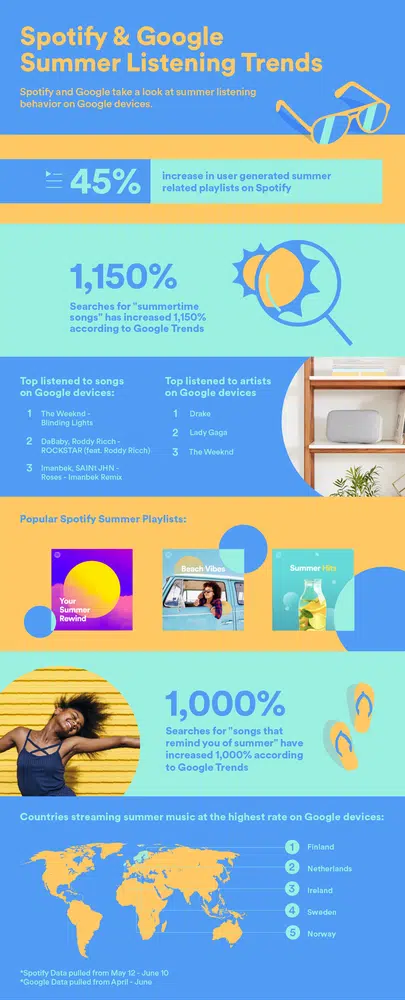 Spotify & Google
Summer Listening Trends
Spotify and Google take a look at summer listening
behavior on Google devices.
45%
increase in user generated summer
related playlists on Spotify
1,150%
Searches for "summertime
songs" has increased 1,150%
according to Google Trends
Top listened to songs
on Google devices:
1 The Weeknd -
Blinding Lights
2 DaBaby, Roddy Ricch -
ROCKSTAR (feat. Roddy Ricch)
3 Imanbek, SAINt JHN -
Roses - Imanbek Remix
Top listened to artists
on Google devices
1 Drake
2 Lady Gaga
3 The Weeknd
Popular Spotify Summer Playlists:
Your
Summer
Rewind
Beach Vibes
Summer Hits
1,000%
Searches for "songs that
remind you of summer" have
increased 1,000% according
to Google Trends
Countries streaming summer music at the highest rate on Google devices:
1 Finland
2 Netherlands
3 Ireland
4 Sweden
5 Norway
*Spotify Data pulled from May 12 - June 10
*Google Data pulled from April - June